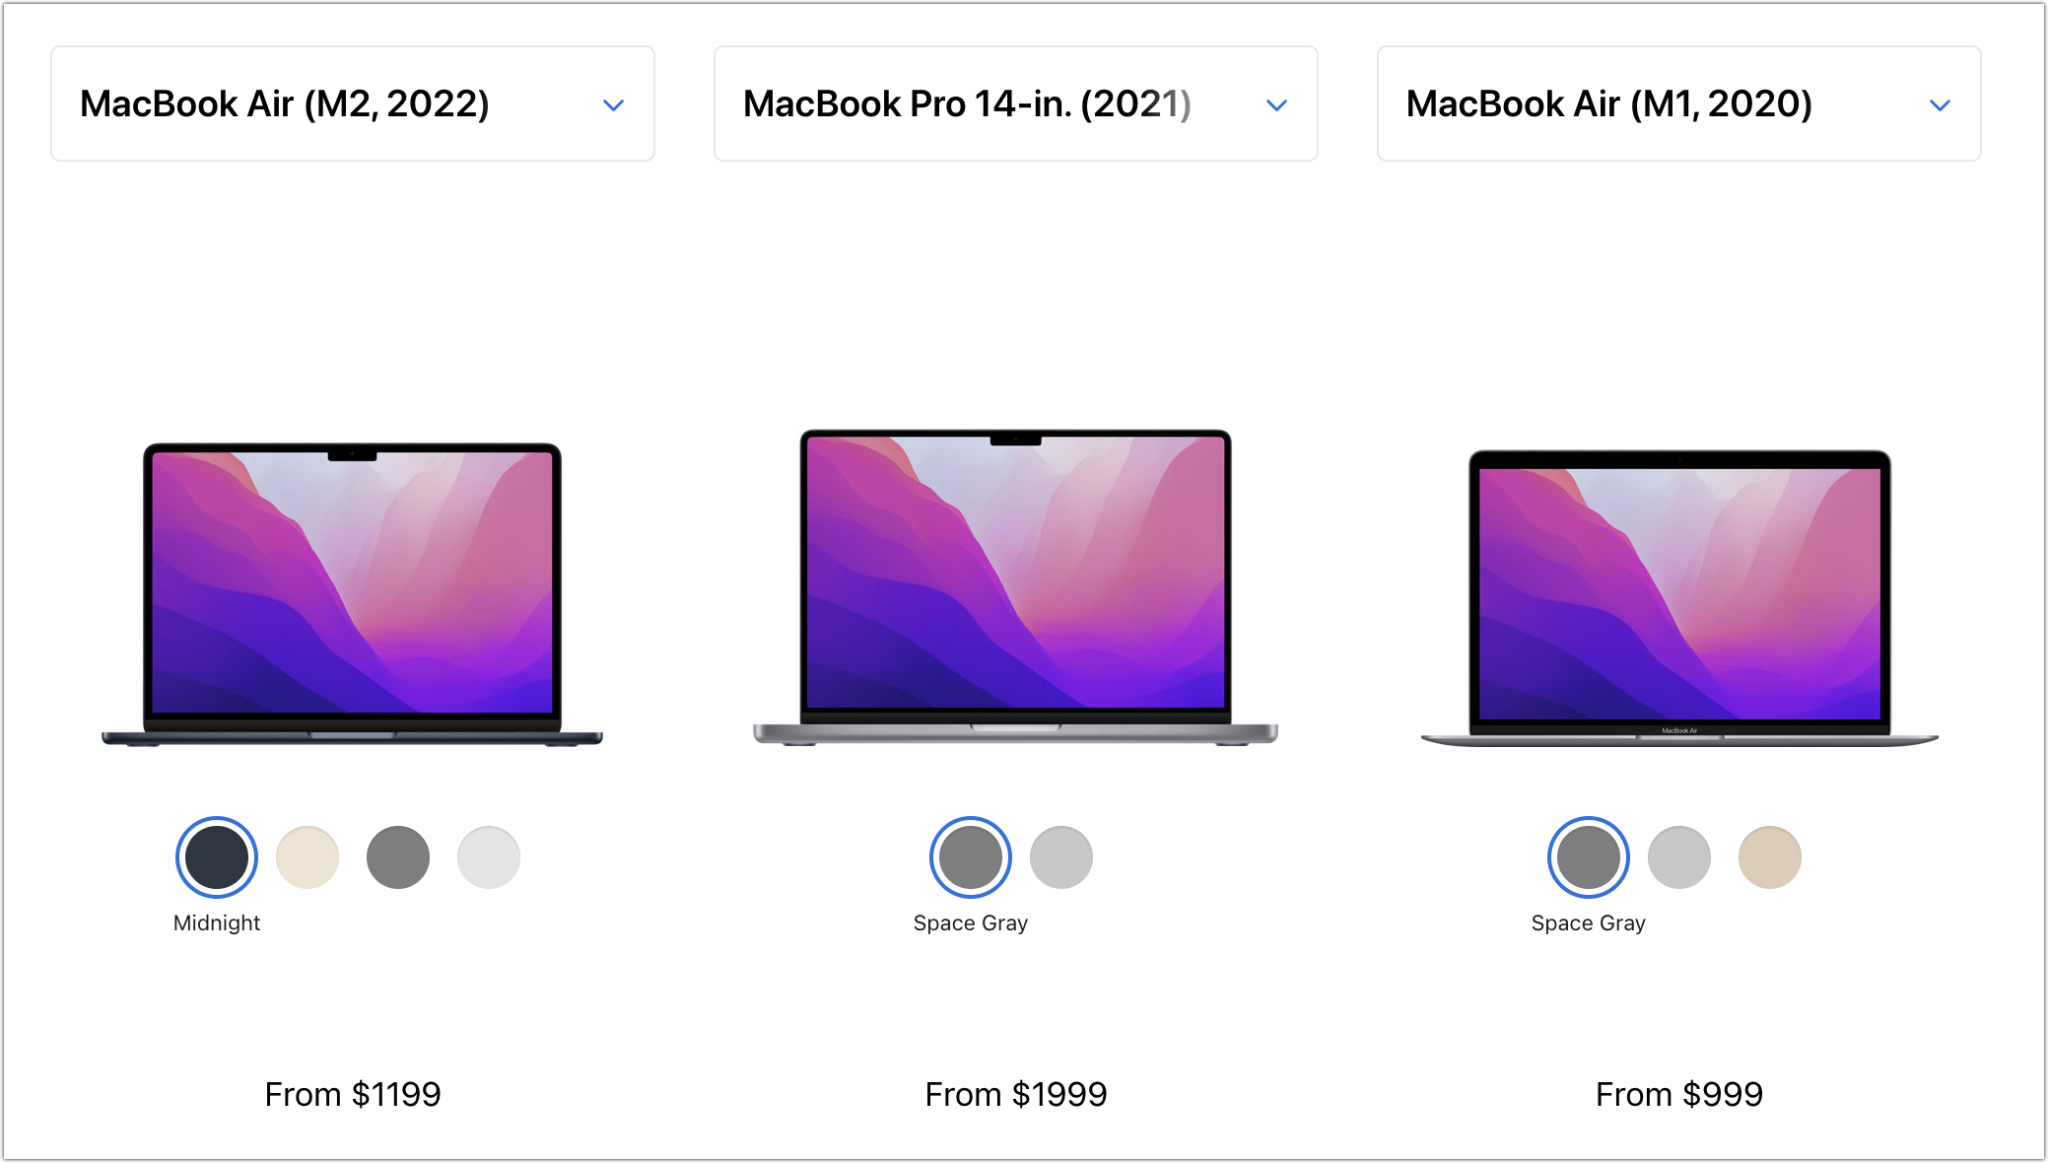 MacBook Air (M2, 2022)
MacBook Pro 14-in. (2021)
MacBook Air (M1, 2020)
MacBook Air
Midnight
Space Gray
Space Gray
From $1199
From $1999
From $999